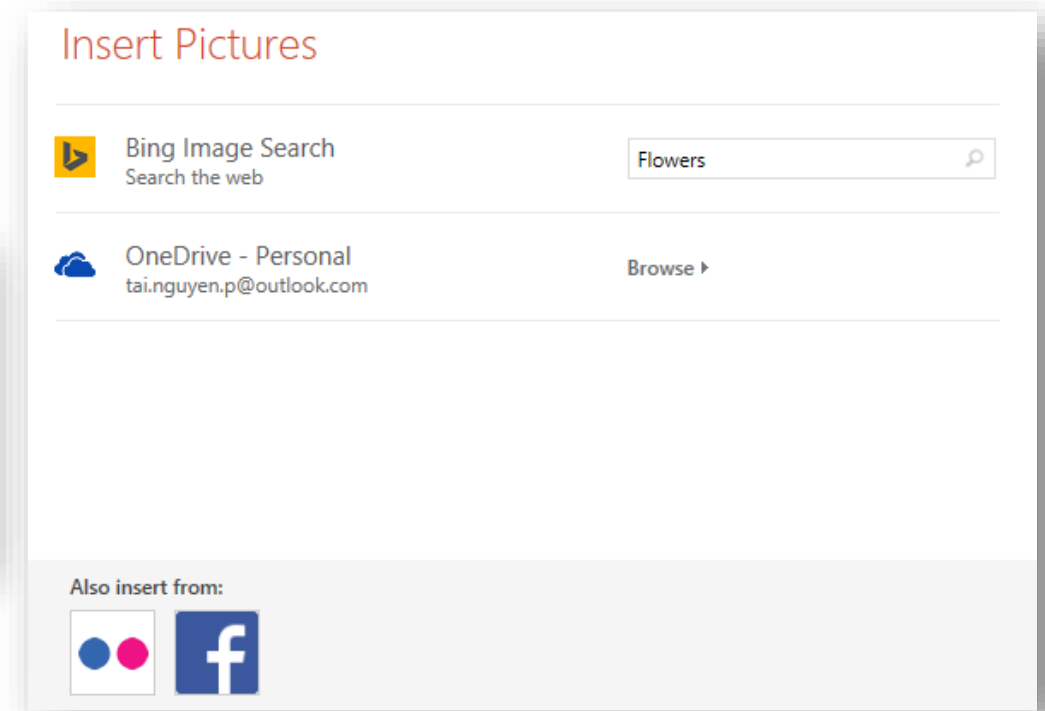 Insert Pictures
Bing Image Search
Search the web
Flowers
OneDrive - Personal
tai.nguyen.p@outlook.com
Browse
Also insert from: